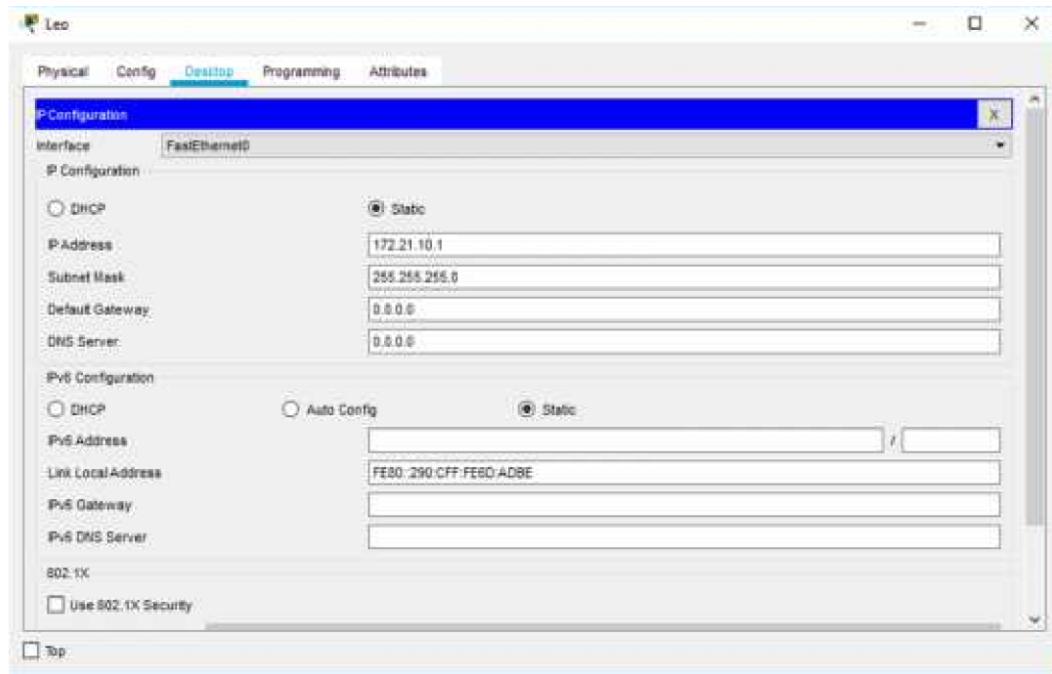 Leo
Physical Config Desktop Programming Attributes
IP Configuration X
Interface FastEthernet0
IP Configuration
DHCP Static
IP Address 172.21.10.1
Subnet Mask 255.255.255.0
Default Gateway 0.0.0.0
DNS Server 0.0.0.0
IPv6 Configuration
DHCP Auto Config Static
IPv6 Address /
Link Local Address FE80::290:CFF:FE6D:ADBE
IPv6 Gateway
IPv6 DNS Server
802.1X
Use 802.1X Security
Top